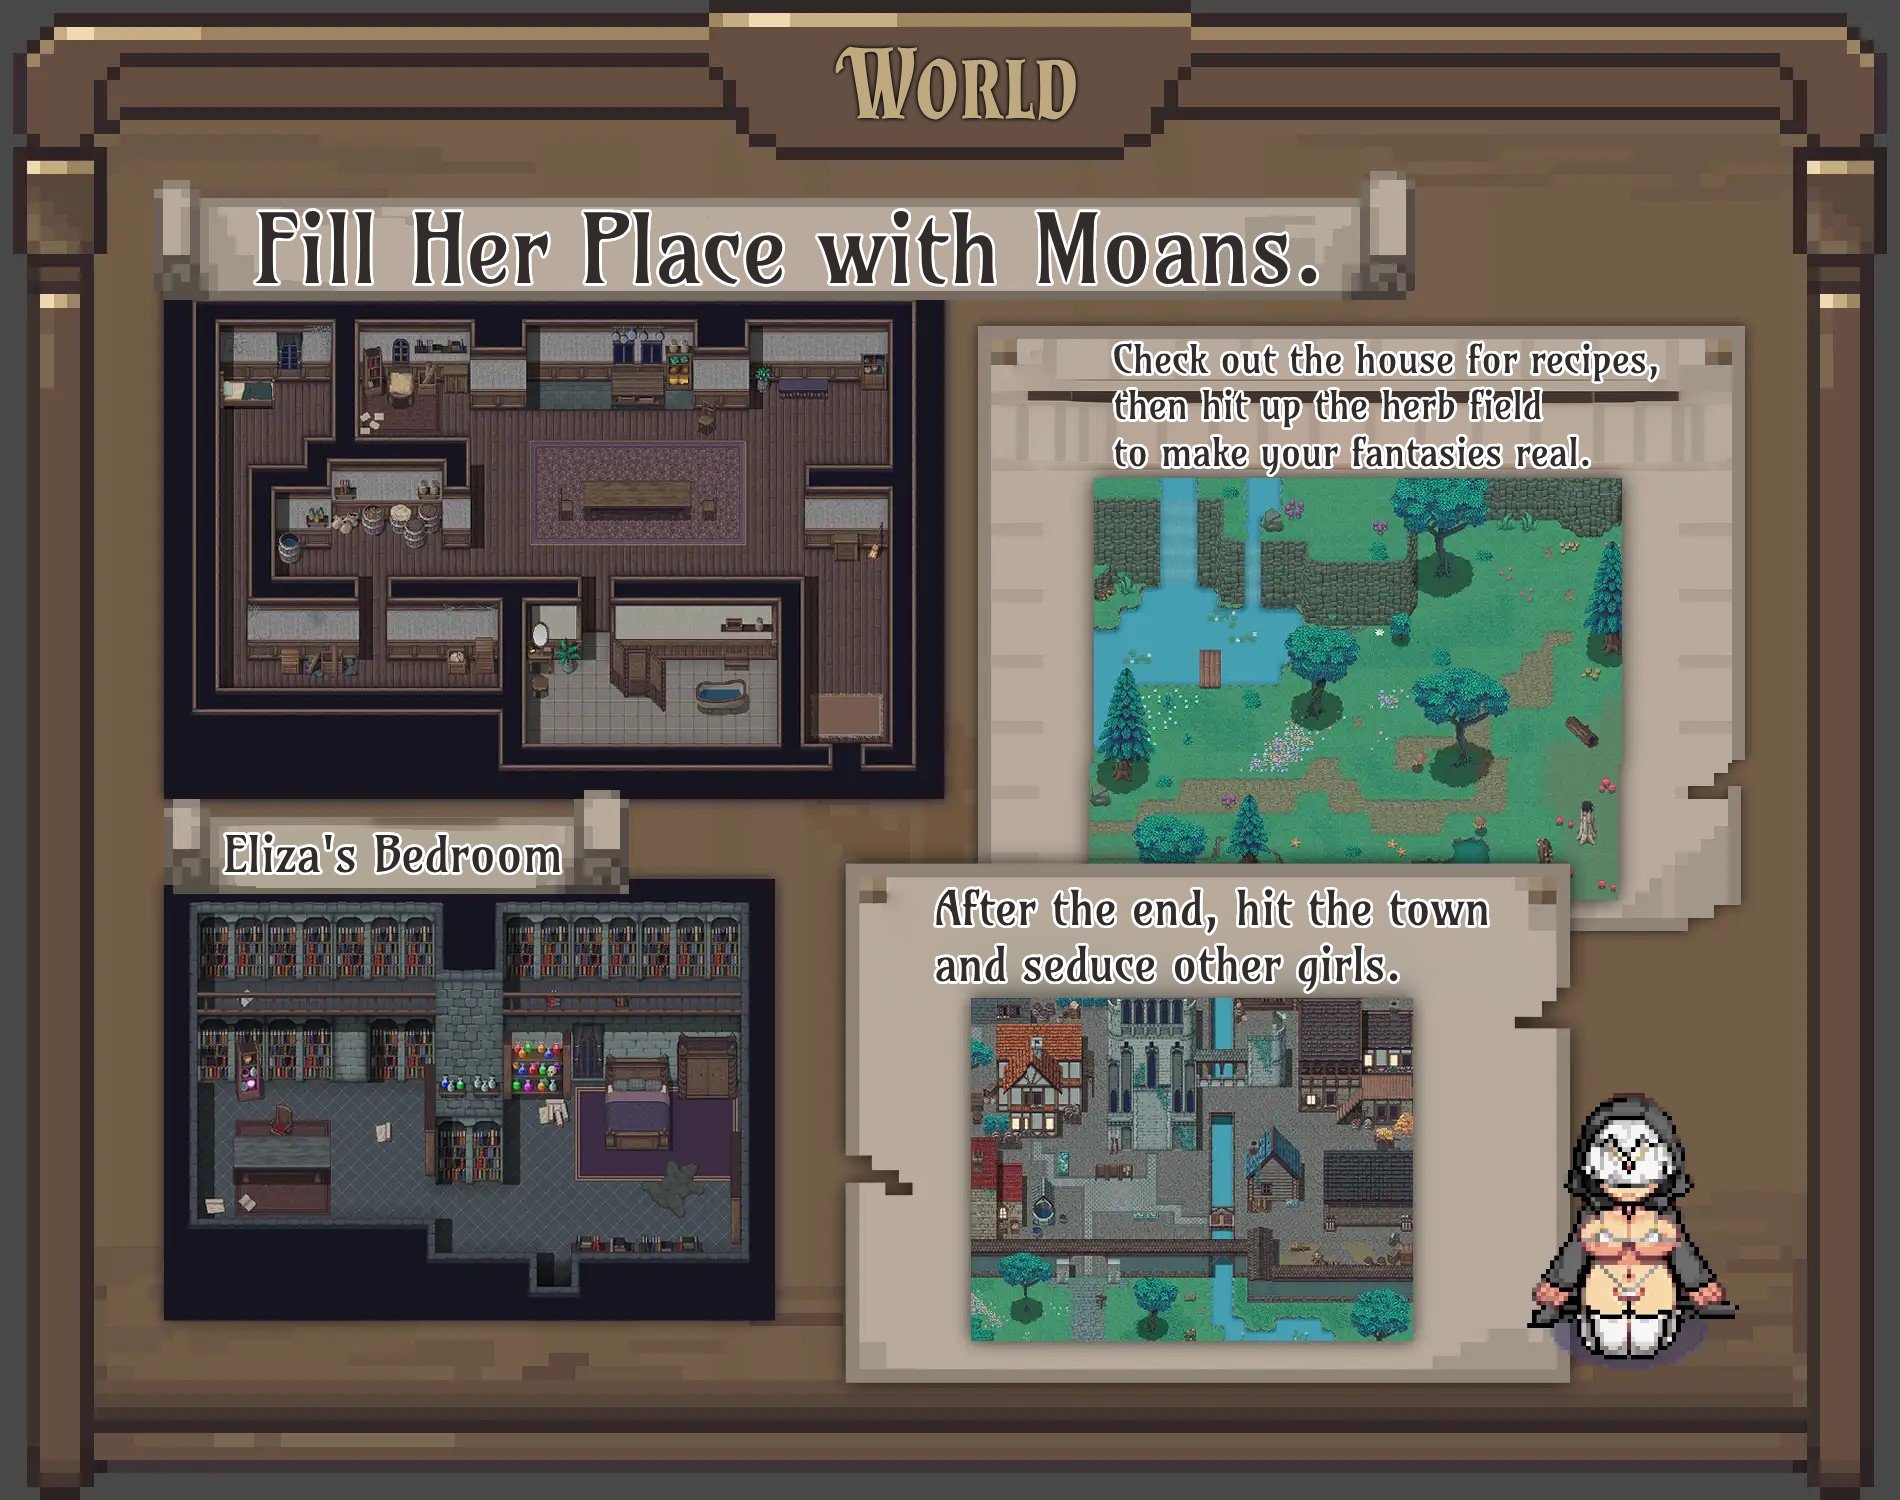 World
Fill Her Place with Moans.
Check out the house for recipes,
then hit up the herb field
to make your fantasies real.
Eliza's Bedroom
After the end, hit the town
and seduce other girls.